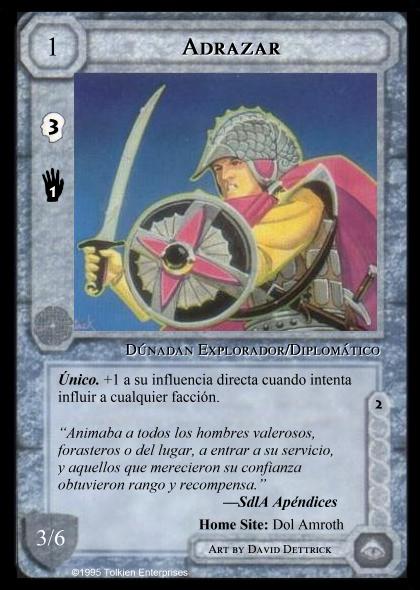 1
ADRAZAR
3
1
DÚNADAN EXPLORADOR/DIPLOMÁTICO
Único. +1 a su influencia directa cuando intenta
influir a cualquier facción.
2
“Animaba a todos los hombres valerosos,
forasteros o del lugar, a entrar a su servicio,
y aquellos que merecieron su confianza
obtuvieron rango y recompensa.”
—SdlA Apéndices
Home Site: Dol Amroth
3/6
ART BY DAVID DETTRICK
©1995 Tolkien Enterprises